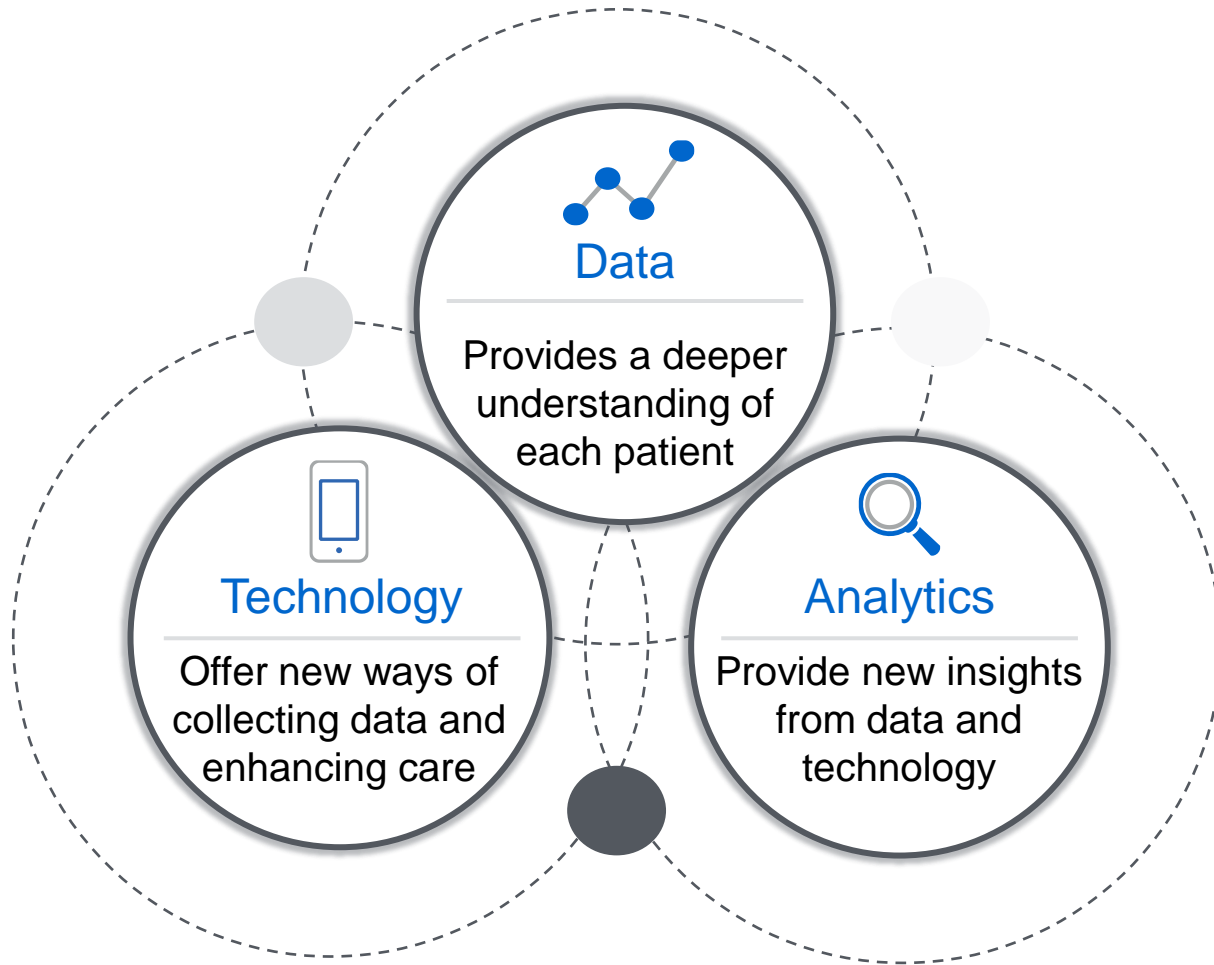 Data
Provides a deeper
understanding of
each patient
Technology
Offer new ways of
collecting data and
enhancing care
Analytics
Provide new insights
from data and
technology